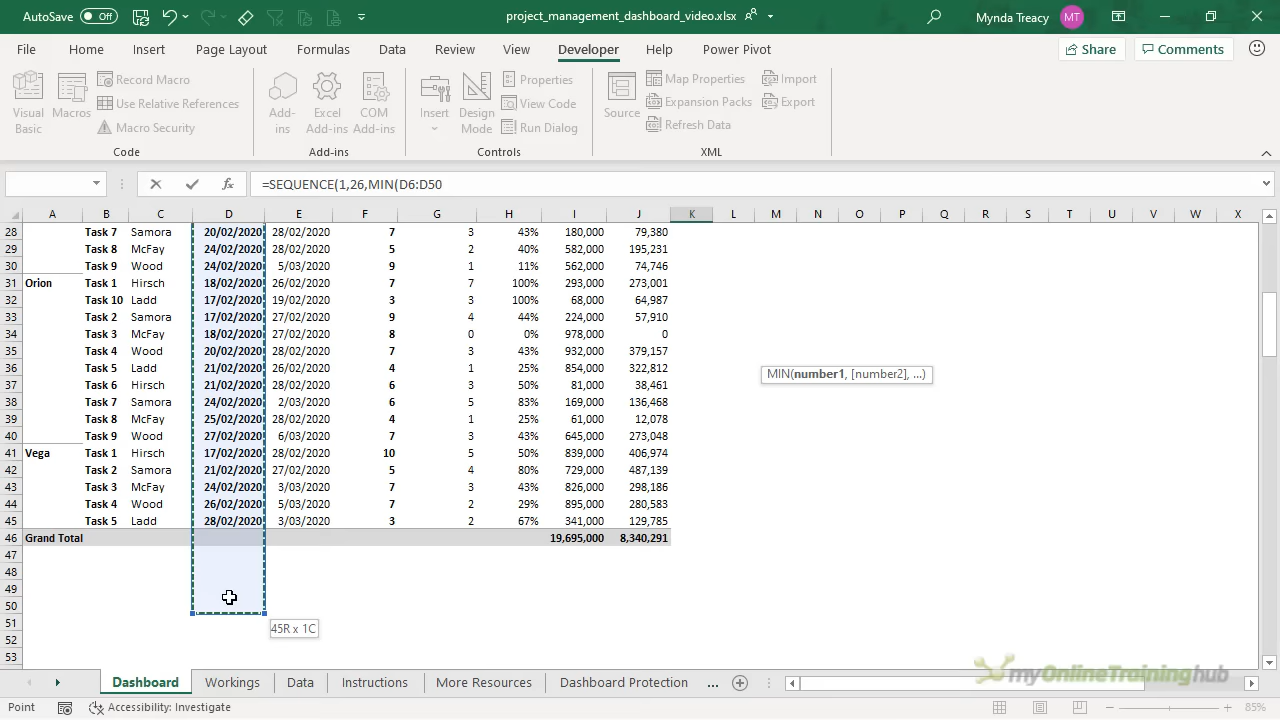 AutoSave Off project_management_dashboard_video.xlsx Mynda Treacy MT
File Home Insert Page Layout Formulas Data Review View Developer Help Power Pivot Share Comments
Visual Basic Macros Record Macro Use Relative References Macro Security Code
Add-ins Excel Add-ins COM Add-ins Add-ins
Insert Design Mode Properties View Code Run Dialog Controls
Source Map Properties Expansion Packs Refresh Data Import Export XML
fx =SEQUENCE(1,26,MIN(D6:D50
A B C D E F G H I J K L M N O P Q R S T U V W X
28 Task 7 Samora 20/02/2020 28/02/2020 7 3 43% 180,000 79,380
29 Task 8 McFay 24/02/2020 28/02/2020 5 2 40% 582,000 195,231
30 Task 9 Wood 24/02/2020 5/03/2020 9 1 11% 562,000 74,746
31 Orion Task 1 Hirsch 18/02/2020 26/02/2020 7 7 100% 293,000 273,001
32 Task 10 Ladd 17/02/2020 19/02/2020 3 3 100% 68,000 64,987
33 Task 2 Samora 17/02/2020 27/02/2020 9 4 44% 224,000 57,910
34 Task 3 McFay 18/02/2020 27/02/2020 8 0 0% 978,000 0
35 Task 4 Wood 20/02/2020 28/02/2020 7 3 43% 932,000 379,157
36 Task 5 Ladd 21/02/2020 26/02/2020 4 1 25% 854,000 322,812
MIN(number1, [number2], ...)
37 Task 6 Hirsch 21/02/2020 28/02/2020 6 3 50% 81,000 38,461
38 Task 7 Samora 24/02/2020 2/03/2020 6 5 83% 169,000 136,468
39 Task 8 McFay 25/02/2020 28/02/2020 4 1 25% 61,000 12,078
40 Task 9 Wood 27/02/2020 6/03/2020 7 3 43% 645,000 273,048
41 Vega Task 1 Hirsch 17/02/2020 28/02/2020 10 5 50% 839,000 406,974
42 Task 2 Samora 21/02/2020 27/02/2020 5 4 80% 729,000 487,139
43 Task 3 McFay 24/02/2020 3/03/2020 7 3 43% 826,000 298,186
44 Task 4 Wood 26/02/2020 5/03/2020 7 2 29% 895,000 280,583
45 Task 5 Ladd 28/02/2020 3/03/2020 3 2 67% 341,000 129,785
46 Grand Total 19,695,000 8,340,291
47
48
49
50
51
45R x 1C
52
53
myOnlineTrainingHub
Dashboard Workings Data Instructions More Resources Dashboard Protection ...
Point Accessibility: Investigate 85%